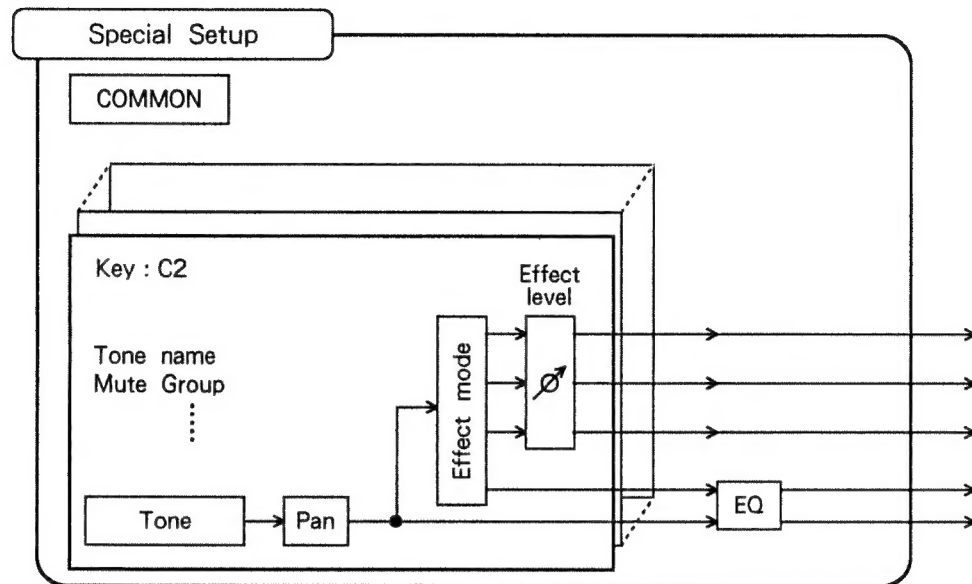 Special Setup
COMMON
Key : C2
Effect
level
Tone name
Mute Group
Effect mode
Tone
Pan
EQ